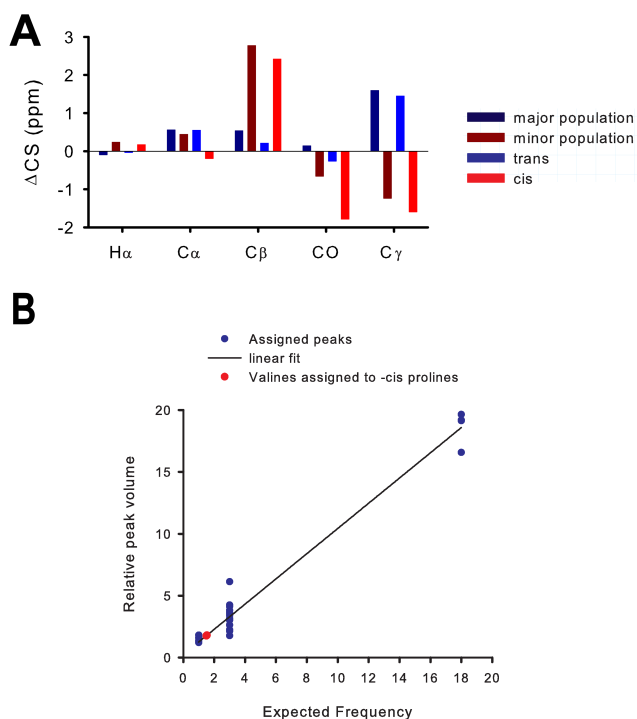 A
ΔCS (ppm)
3
2
1
0
-1
-2
Hα
Cα
Cβ
CO
Cγ
major population
minor population
trans
cis
B
Assigned peaks
linear fit
Valines assigned to -cis prolines
Relative peak volume
20
15
10
5
0
0 2 4 6 8 10 12 14 16 18 20
Expected Frequency